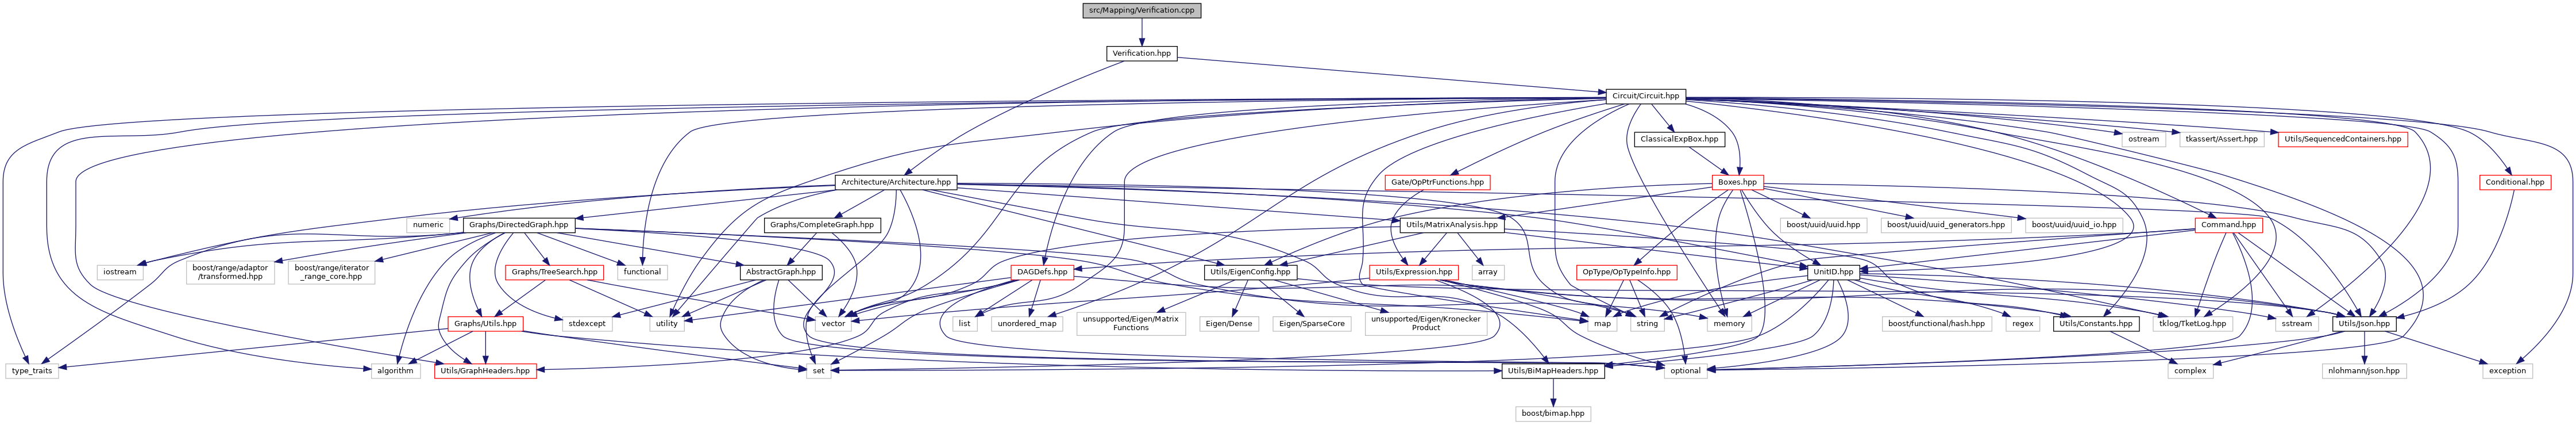 src/Mapping/Verification.cpp
Verification.hpp
Circuit/Circuit.hpp
ClassicalExpBox.hpp
ostream
tkassert/Assert.hpp
Utils/SequencedContainers.hpp
Architecture/Architecture.hpp
Gate/OpPtrFunctions.hpp
Boxes.hpp
Conditional.hpp
numeric
Graphs/DirectedGraph.hpp
Graphs/CompleteGraph.hpp
Utils/MatrixAnalysis.hpp
boost/uuid/uuid.hpp
boost/uuid/uuid_generators.hpp
boost/uuid/uuid_io.hpp
Command.hpp
iostream
boost/range/adaptor
/transformed.hpp
boost/range/iterator
_range_core.hpp
Graphs/TreeSearch.hpp
functional
AbstractGraph.hpp
DAGDefs.hpp
Utils/EigenConfig.hpp
Utils/Expression.hpp
array
OpType/OpTypeInfo.hpp
UnitID.hpp
Graphs/Utils.hpp
stdexcept
utility
vector
list
unordered_map
unsupported/Eigen/Matrix
Functions
Eigen/Dense
Eigen/SparseCore
unsupported/Eigen/Kronecker
Product
map
string
memory
boost/functional/hash.hpp
regex
Utils/Constants.hpp
tklog/TketLog.hpp
sstream
Utils/Json.hpp
type_traits
algorithm
Utils/GraphHeaders.hpp
set
Utils/BiMapHeaders.hpp
optional
complex
nlohmann/json.hpp
exception
boost/bimap.hpp